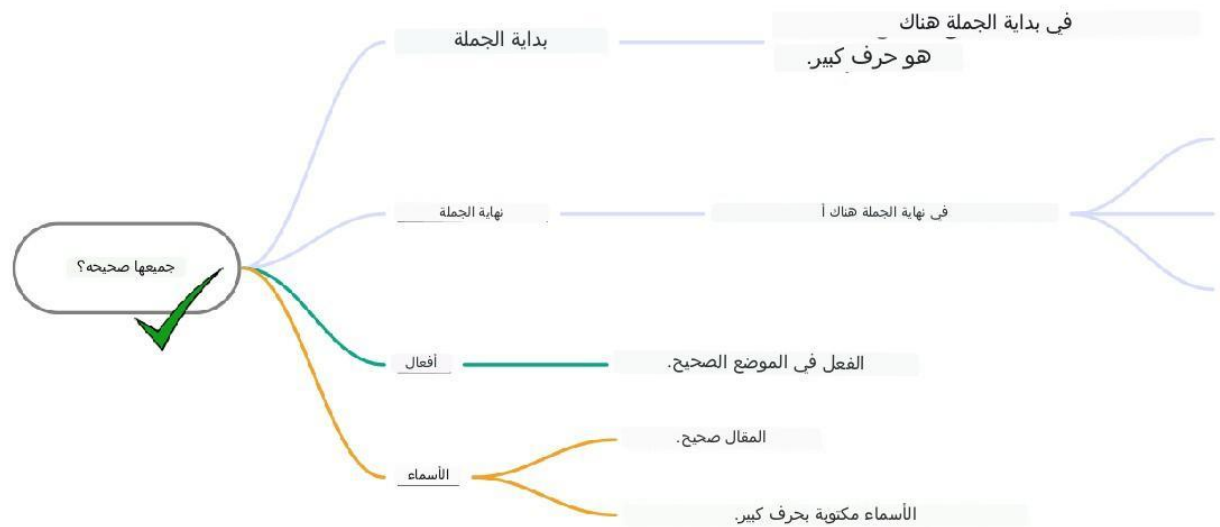 في بداية الجملة هناك
بداية الجملة
هو حرف كبير.
نهاية الجملة
في نهاية الجملة هناك أ
جميعها صحيحه؟
أفعال
الفعل في الموضع الصحيح.
المقال صحيح.
الأسماء
الأسماء مكتوبة بحرف كبير.